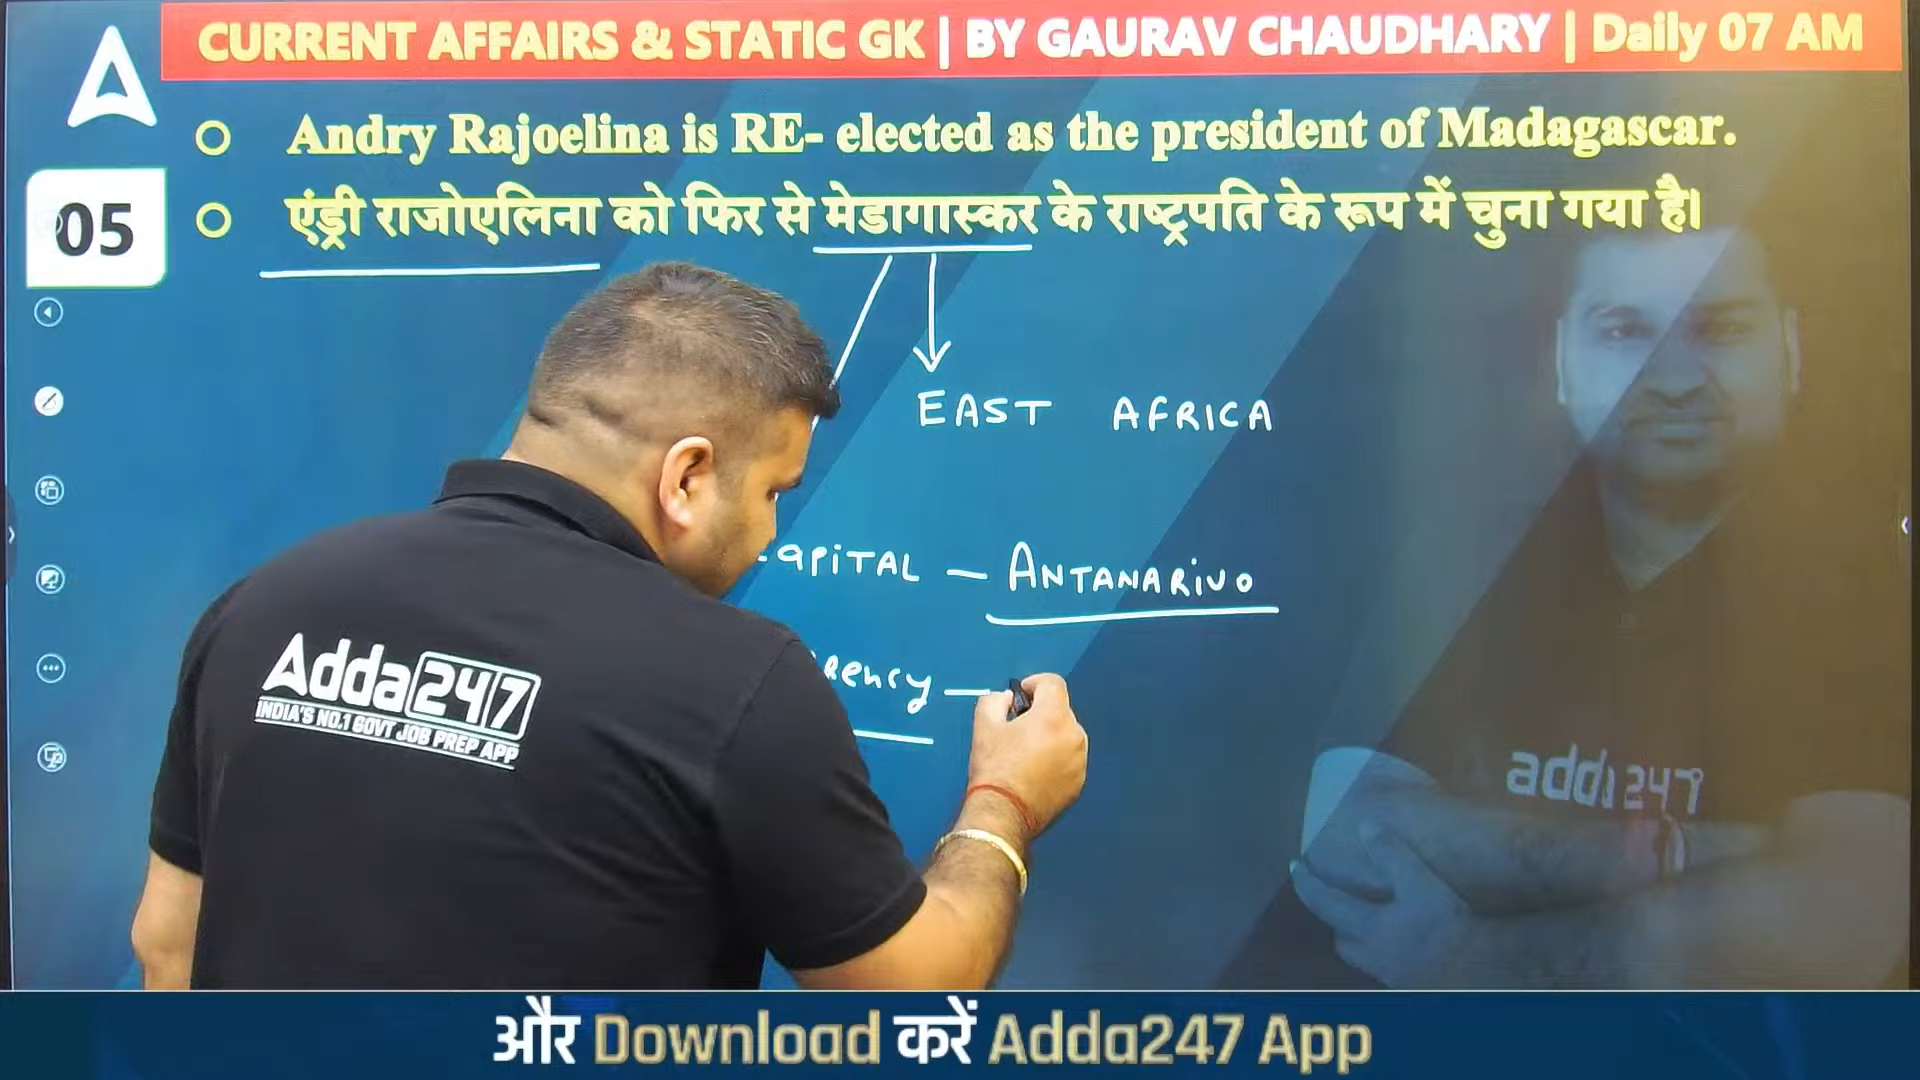 CURRENT AFFAIRS & STATIC GK | BY GAURAV CHAUDHARY | Daily 07 AM
Andry Rajoelina is RE- elected as the president of Madagascar.
05
एंड्री राजोएलिना को फिर से मेडागास्कर के राष्ट्रपति के रूप में चुना गया है।
EAST AFRICA
CAPITAL — ANTANARIVO
Adda247
INDIA'S NO.1 GOVT JOB PREP APP
adda247
और Download करें Adda247 App